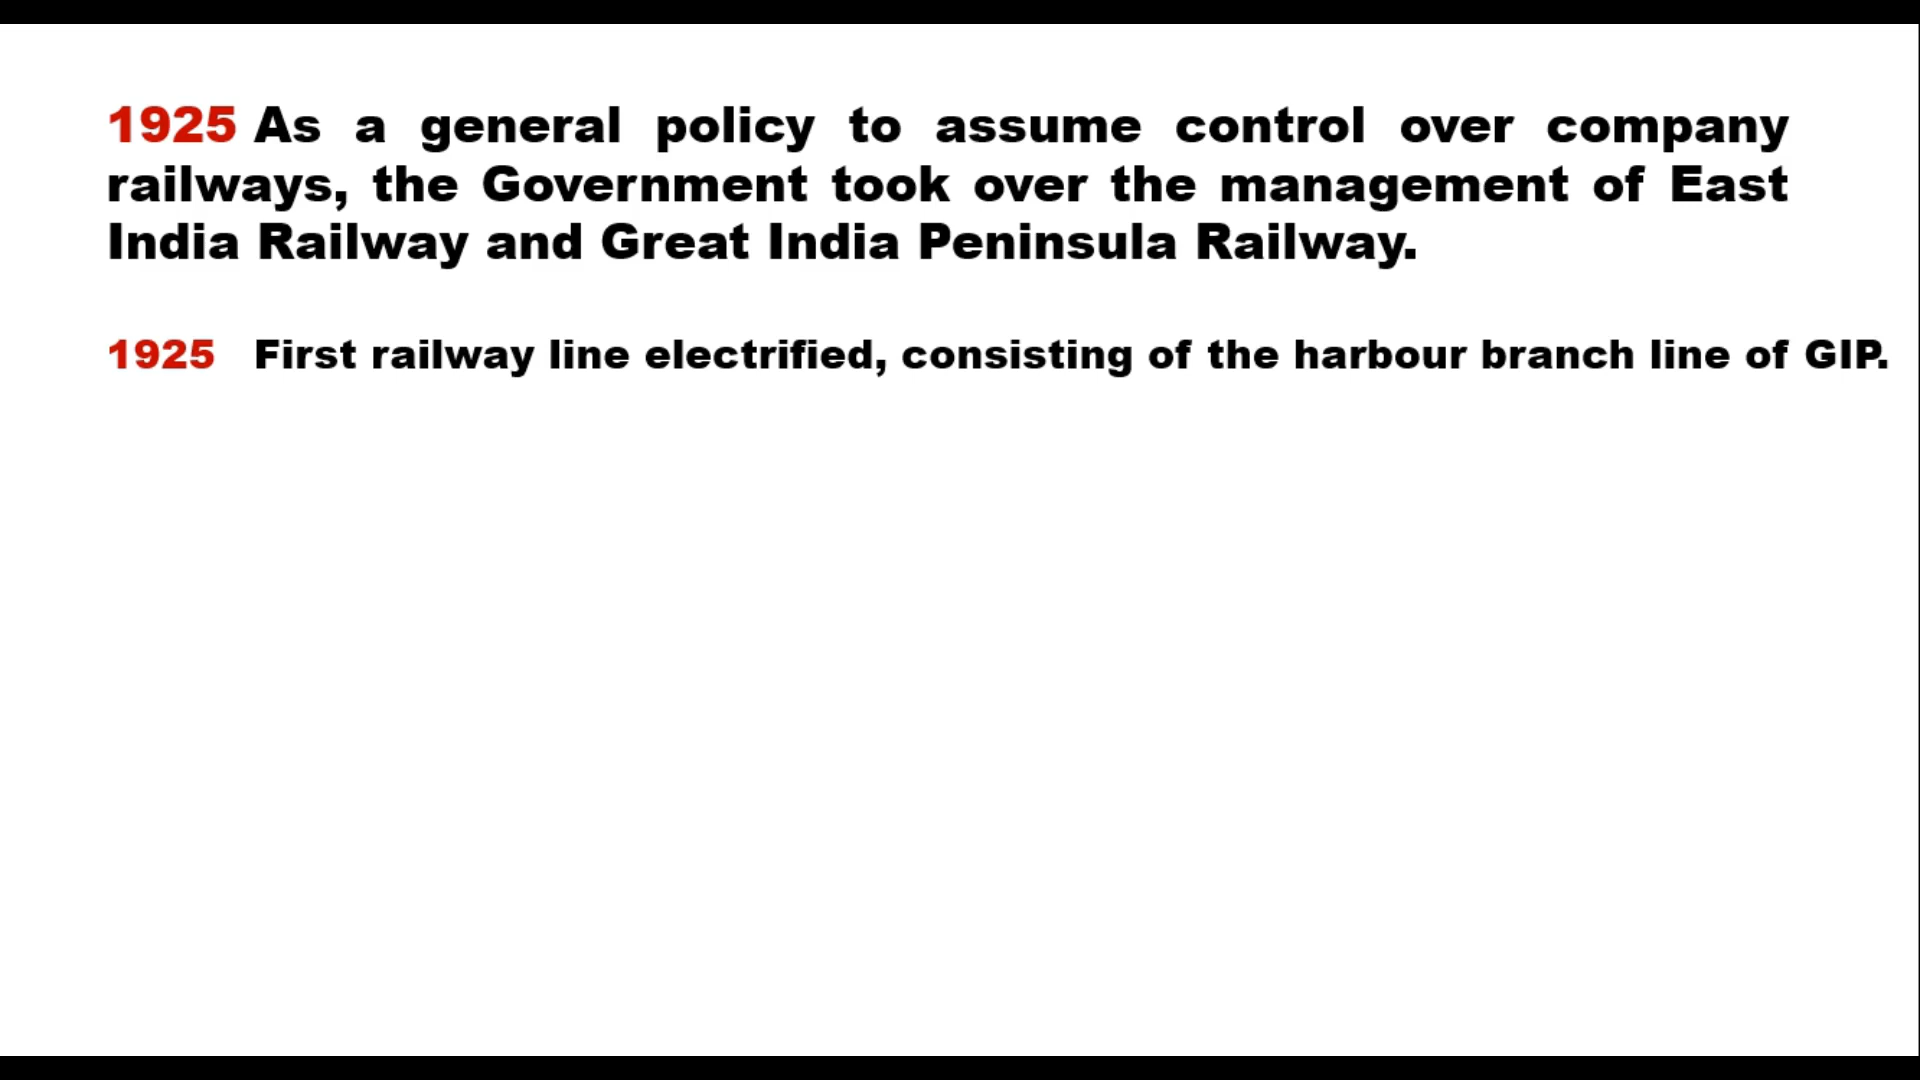 1925 As a general policy to assume control over company
railways, the Government took over the management of East
India Railway and Great India Peninsula Railway.
1925 First railway line electrified, consisting of the harbour branch line of GIP.